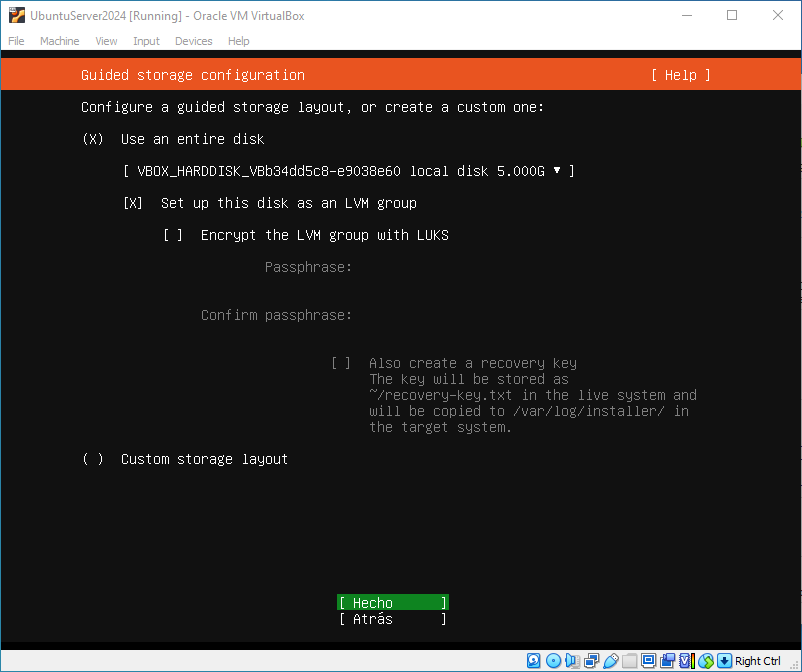 UbuntuServer2024 [Running] - Oracle VM VirtualBox
File Machine View Input Devices Help
Guided storage configuration [ Help ]
Configure a guided storage layout, or create a custom one:
(X) Use an entire disk
[ VBOX_HARDDISK_VBb34dd5c8-e9038e60 local disk 5.000G ▾ ]
[X] Set up this disk as an LVM group
[ ] Encrypt the LVM group with LUKS
Passphrase:
Confirm passphrase:
[ ] Also create a recovery key
The key will be stored as
~/recovery-key.txt in the live system and
will be copied to /var/log/installer/ in
the target system.
( ) Custom storage layout
[ Hecho ]
[ Atrás ]
Right Ctrl